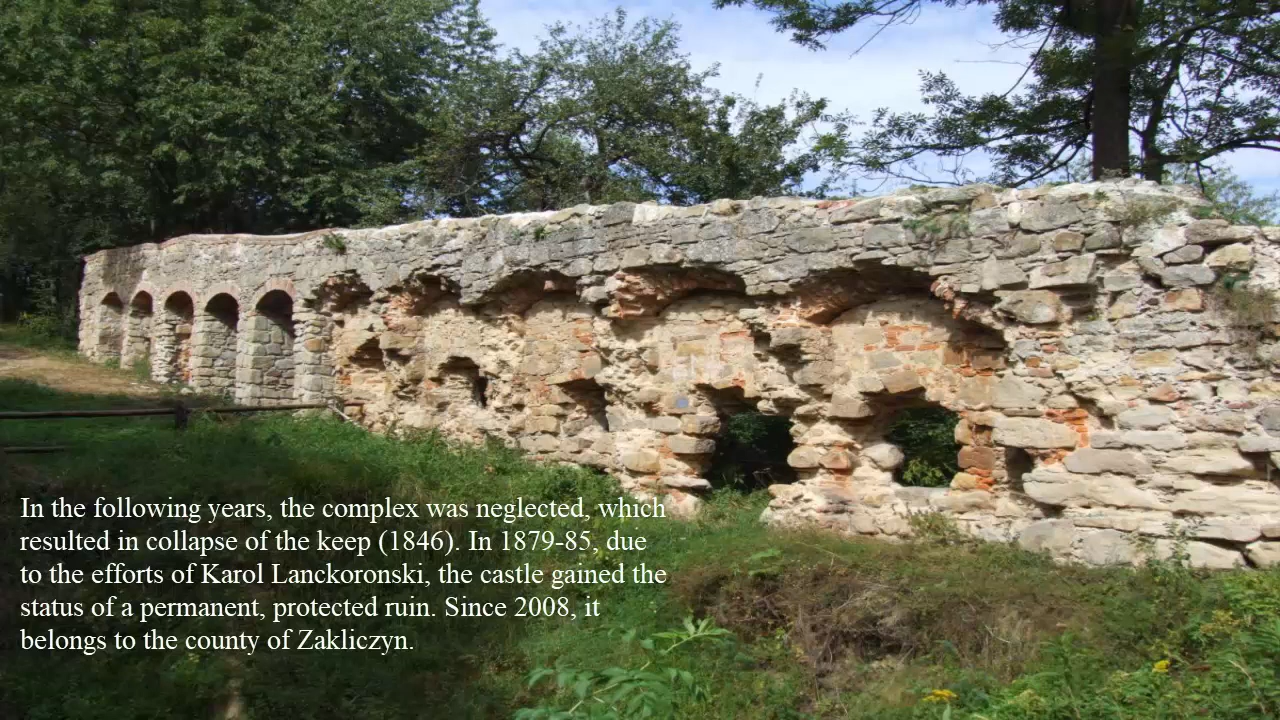 In the following years, the complex was neglected, which
resulted in collapse of the keep (1846). In 1879-85, due
to the efforts of Karol Lanckoronski, the castle gained the
status of a permanent, protected ruin. Since 2008, it
belongs to the county of Zakliczyn.